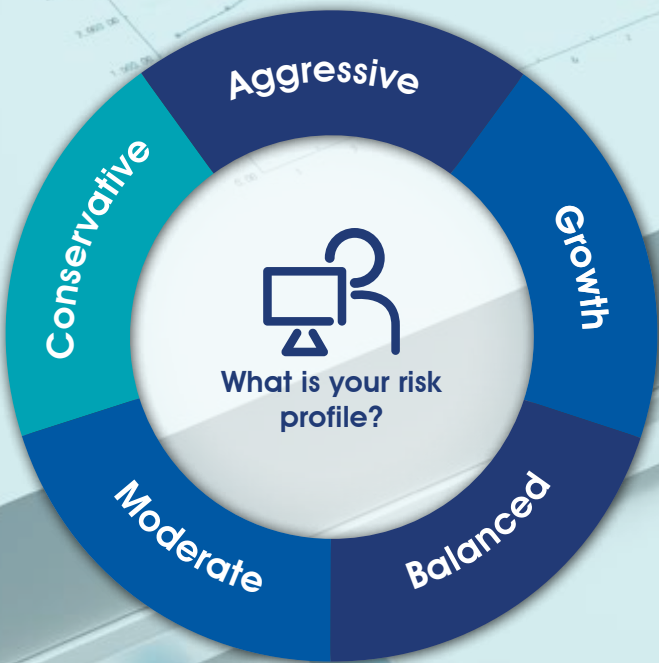 Aggressive
Growth
Balanced
Moderate
Conservative
What is your risk
profile?